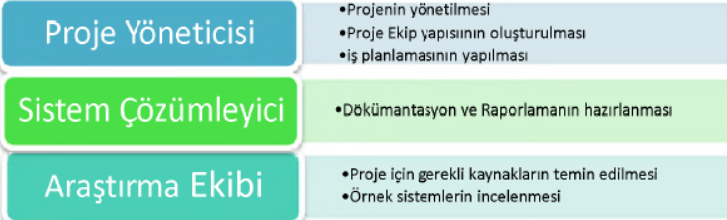 Proje Yöneticisi
•Projenin yönetilmesi
•Proje Ekip yapısıının oluşturulması
•iş planlamasının yapılması
Sistem Çözümleyici
•Dökümantasyon ve Raporlamanın hazırlanması
Araştırma Ekibi
•Proje için gerekli kaynakların temin edilmesi
•Örnek sistemlerin incelenmesi